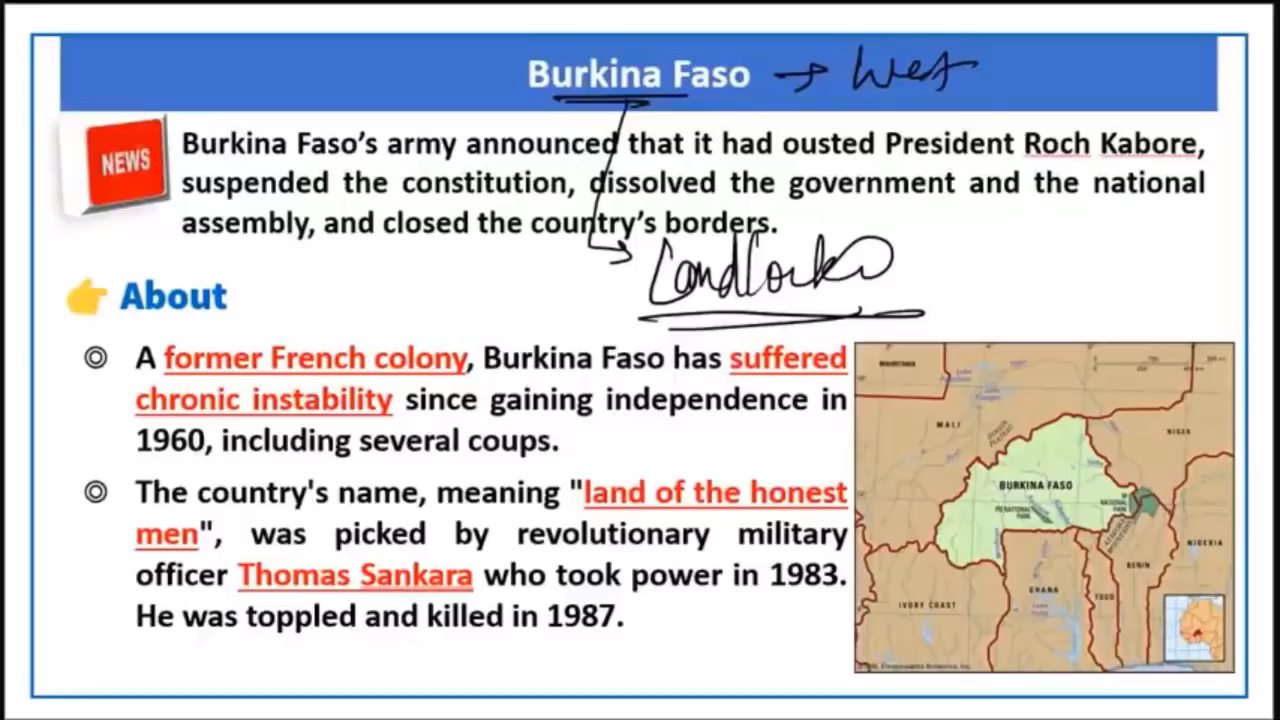 Burkina Faso → West
NEWS
Burkina Faso's army announced that it had ousted President Roch Kabore,
suspended the constitution, dissolved the government and the national
assembly, and closed the country's borders.
Landlocked
About
A former French colony, Burkina Faso has suffered
chronic instability since gaining independence in
1960, including several coups.
The country's name, meaning "land of the honest
men", was picked by revolutionary military
officer Thomas Sankara who took power in 1983.
He was toppled and killed in 1987.
MAURITANIA
MALI
NIGER
BURKINA FASO
W
NATIONAL
PARK
NIGERIA
BENIN
GHANA
TOGO
IVORY COAST